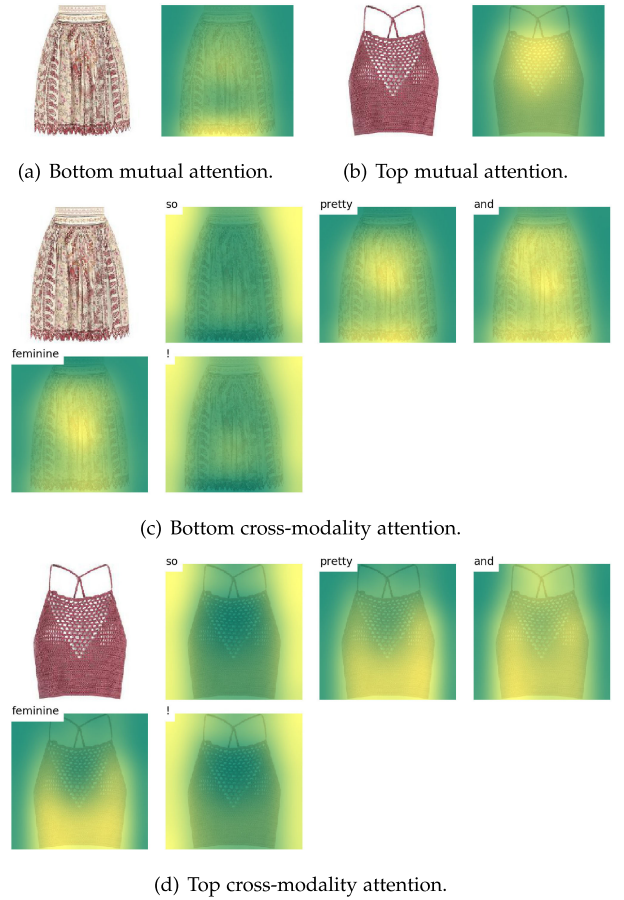 (a) Bottom mutual attention.
(b) Top mutual attention.
so
pretty
and
feminine
!
(c) Bottom cross-modality attention.
so
pretty
and
feminine
!
(d) Top cross-modality attention.